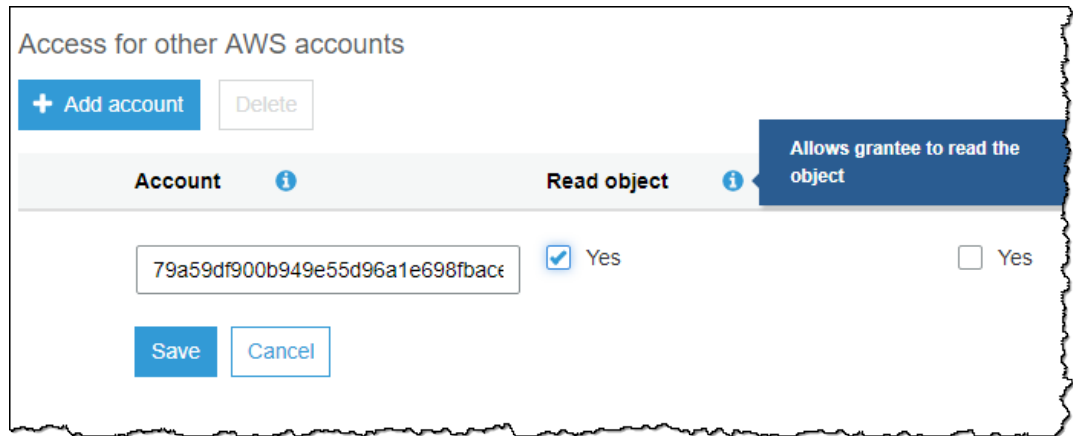 Access for other AWS accounts
+ Add account Delete
Allows grantee to read the
object
Account Read object
79a59df900b949e55d96a1e698fbace Yes Yes
Save Cancel